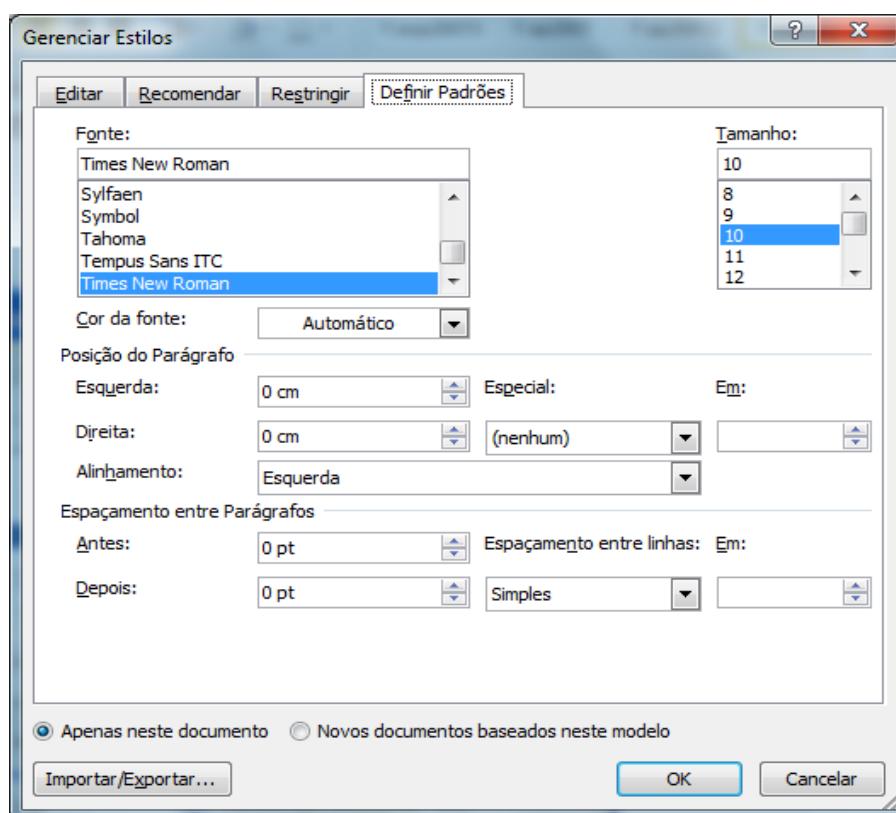 Gerenciar Estilos
Editar Recomendar Restringir Definir Padrões
Fonte: Tamanho:
Times New Roman 10
Sylfaen 8
Symbol 9
Tahoma 10
Tempus Sans ITC 11
Times New Roman 12
Cor da fonte: Automático
Posição do Parágrafo
Esquerda: 0 cm Especial: Em:
Direita: 0 cm (nenhum)
Alinhamento: Esquerda
Espaçamento entre Parágrafos
Antes: 0 pt Espaçamento entre linhas: Em:
Depois: 0 pt Simples
Apenas neste documento Novos documentos baseados neste modelo
Importar/Exportar... OK Cancelar